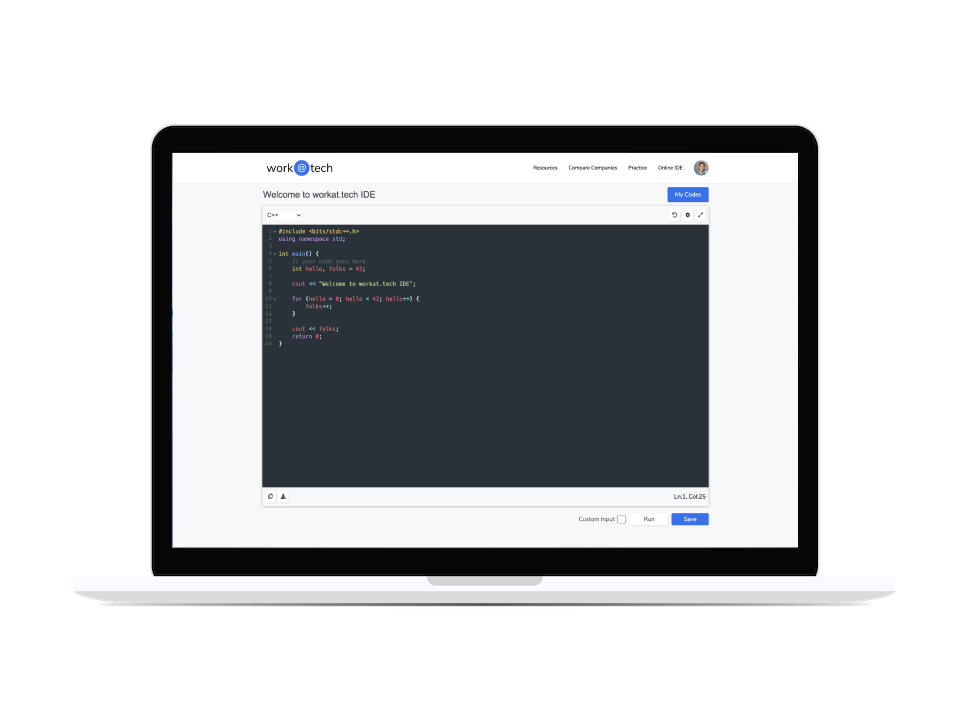 work@tech
Resources Compare Companies Practice Online IDE
Welcome to workat.tech IDE
My Codes
C++
1 #include <bits/stdc++.h>
2 using namespace std;
3
4 int main() {
5 // your code goes here
6 int hello, folks = 42;
7
8 cout << "Welcome to workat.tech IDE";
9
10 for (hello = 0; hello < 42; hello++) {
11 folks++;
12 }
13
14 cout << folks;
15 return 0;
16 }
Ln:1, Col:25
Custom Input Run Save